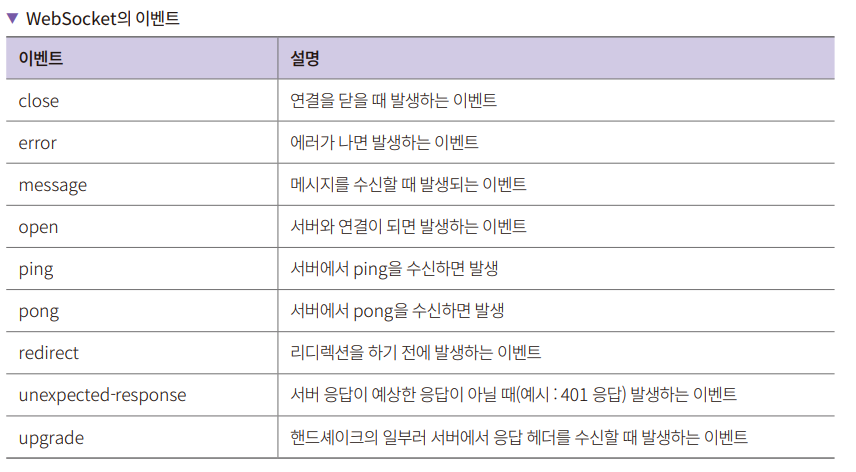 ▼ WebSocket의 이벤트
이벤트 설명
close 연결을 닫을 때 발생하는 이벤트
error 에러가 나면 발생하는 이벤트
message 메시지를 수신할 때 발생되는 이벤트
open 서버와 연결이 되면 발생하는 이벤트
ping 서버에서 ping을 수신하면 발생
pong 서버에서 pong을 수신하면 발생
redirect 리디렉션을 하기 전에 발생하는 이벤트
unexpected-response 서버 응답이 예상한 응답이 아닐 때(예시 : 401 응답) 발생하는 이벤트
upgrade 핸드셰이크의 일부러 서버에서 응답 헤더를 수신할 때 발생하는 이벤트